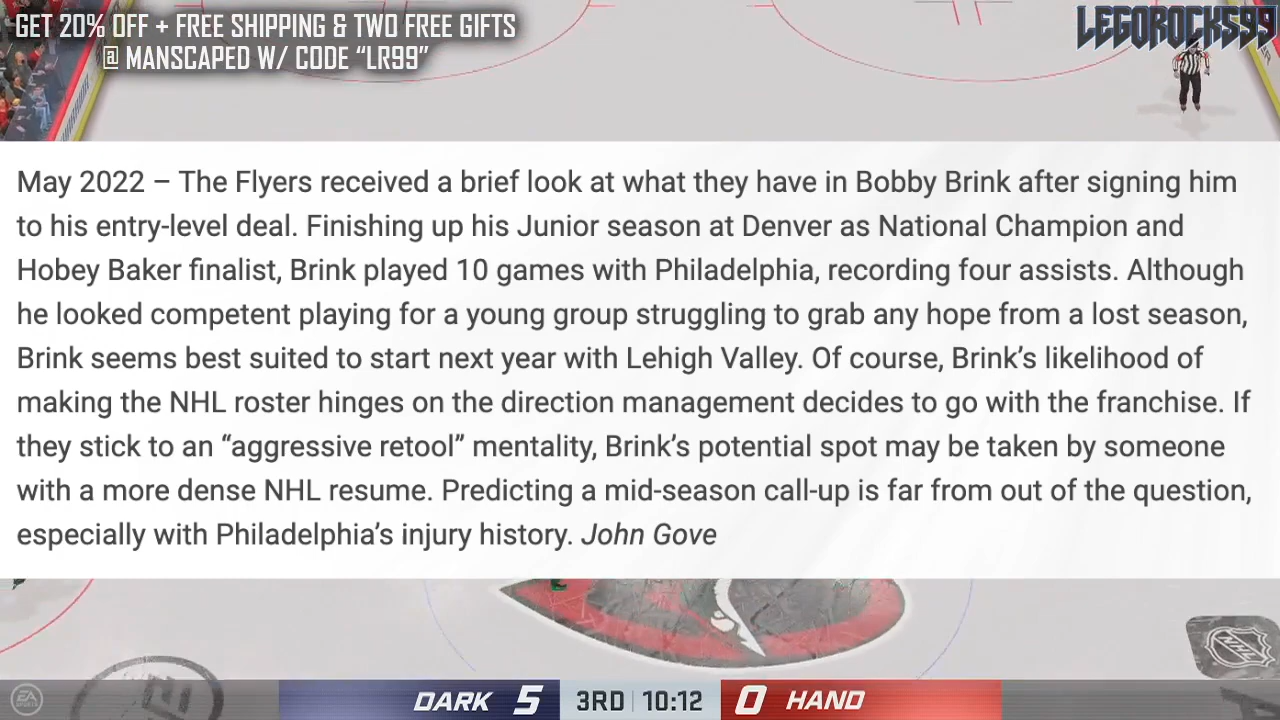 GET 20% OFF + FREE SHIPPING & TWO FREE GIFTS
@ MANSCAPED W/ CODE “LR99”
LEGOROCKS99
May 2022 – The Flyers received a brief look at what they have in Bobby Brink after signing him
to his entry-level deal. Finishing up his Junior season at Denver as National Champion and
Hobey Baker finalist, Brink played 10 games with Philadelphia, recording four assists. Although
he looked competent playing for a young group struggling to grab any hope from a lost season,
Brink seems best suited to start next year with Lehigh Valley. Of course, Brink’s likelihood of
making the NHL roster hinges on the direction management decides to go with the franchise. If
they stick to an “aggressive retool” mentality, Brink’s potential spot may be taken by someone
with a more dense NHL resume. Predicting a mid-season call-up is far from out of the question,
especially with Philadelphia’s injury history. John Gove
NHL
EA
SPORTS
DARK 5 3RD 10:12 0 HAND